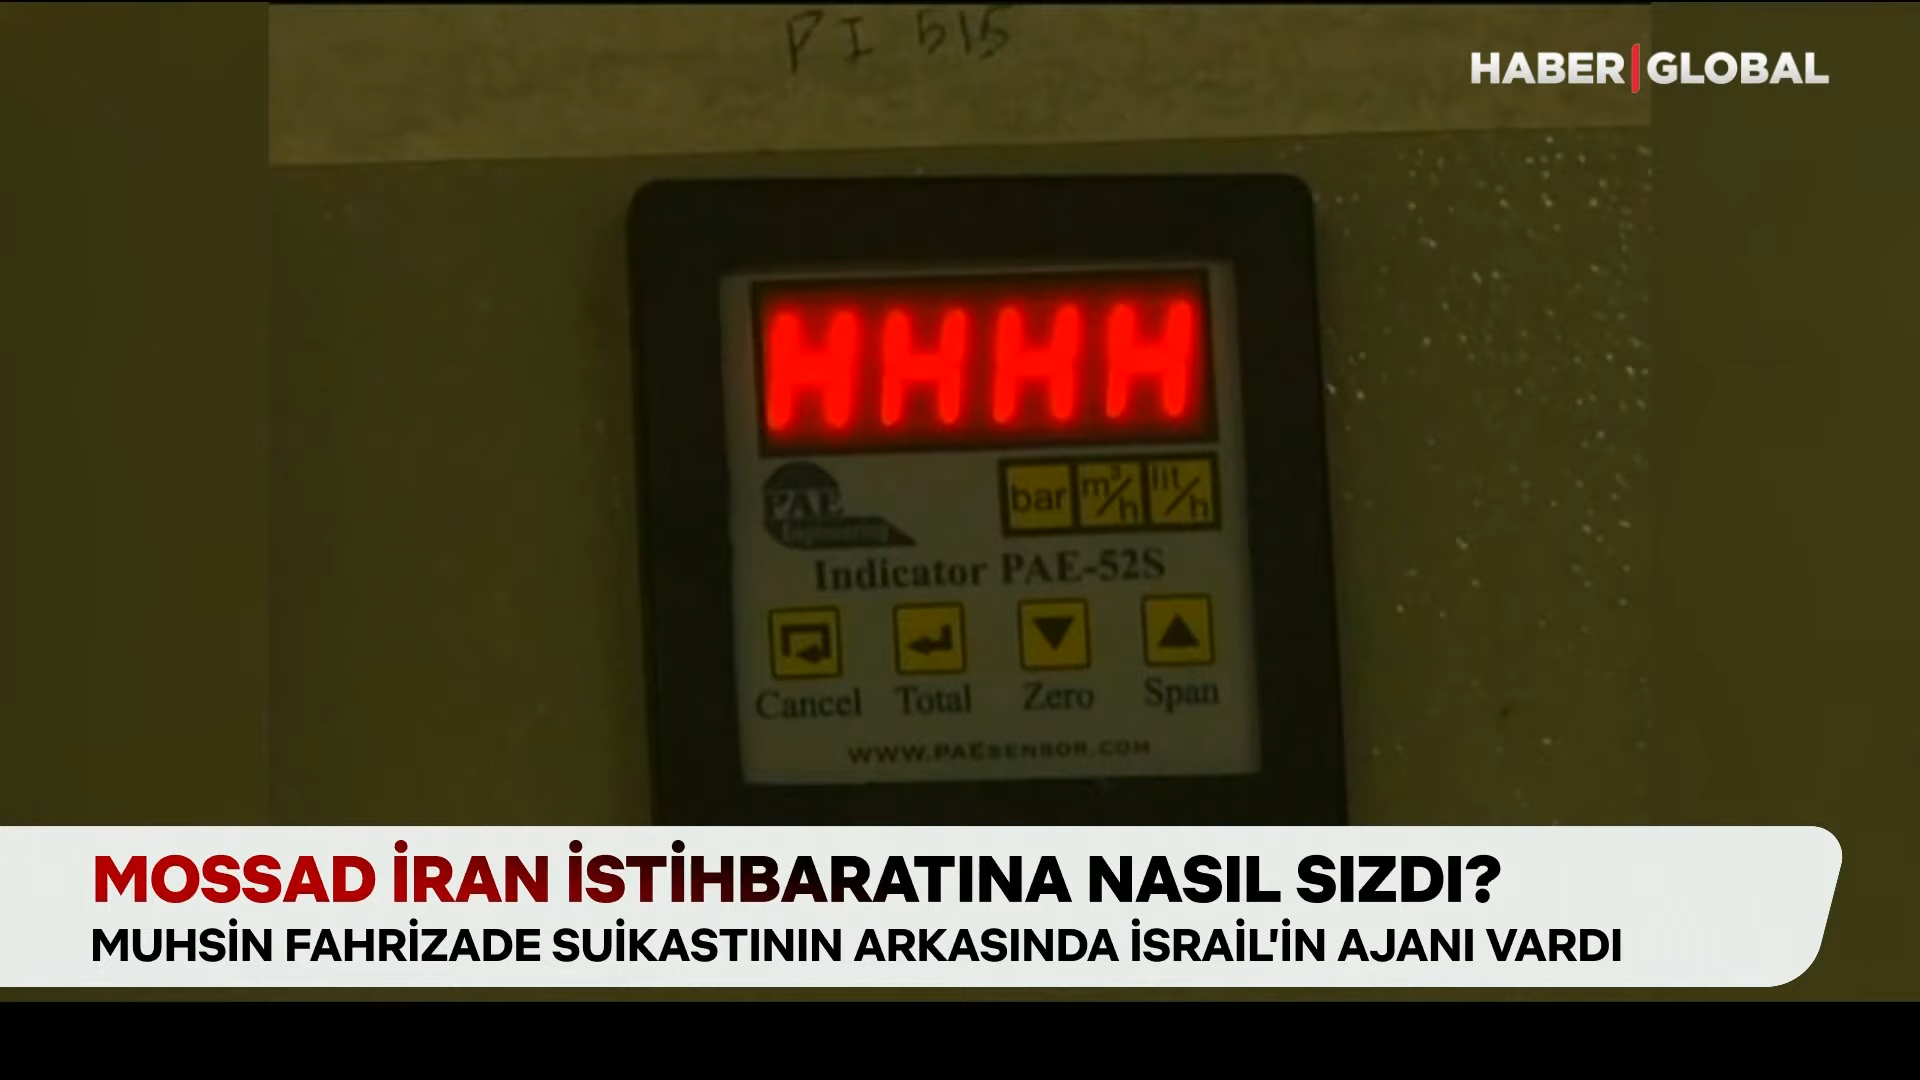 PI 515
HABER GLOBAL
HHHH
PAE
Engineering
bar m³/h lit/h
Indicator PAE-52S
Cancel Total Zero Span
WWW.PAESENSOR.COM
MOSSAD İRAN İSTİHBARATINA NASIL SIZDI?
MUHSİN FAHRİZADE SUİKASTININ ARKASINDA İSRAİL'İN AJANI VARDI